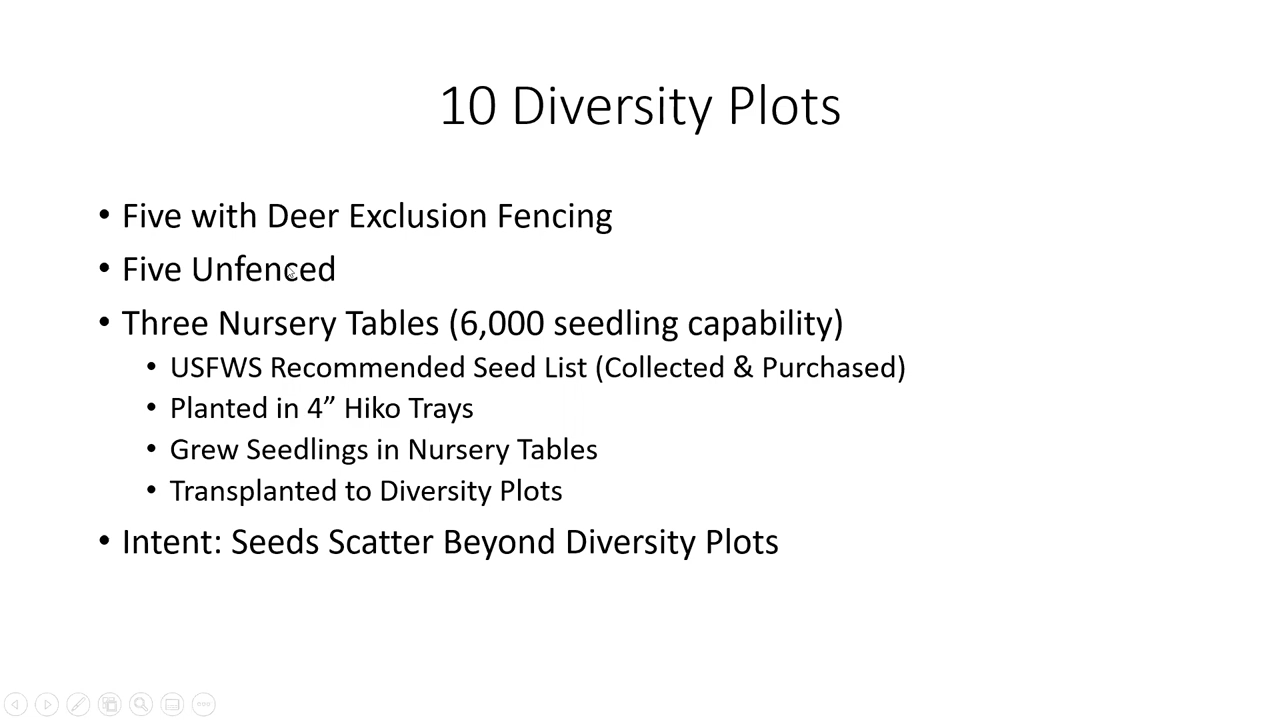 10 Diversity Plots
• Five with Deer Exclusion Fencing
• Five Unfenced
• Three Nursery Tables (6,000 seedling capability)
• USFWS Recommended Seed List (Collected & Purchased)
• Planted in 4” Hiko Trays
• Grew Seedlings in Nursery Tables
• Transplanted to Diversity Plots
• Intent: Seeds Scatter Beyond Diversity Plots